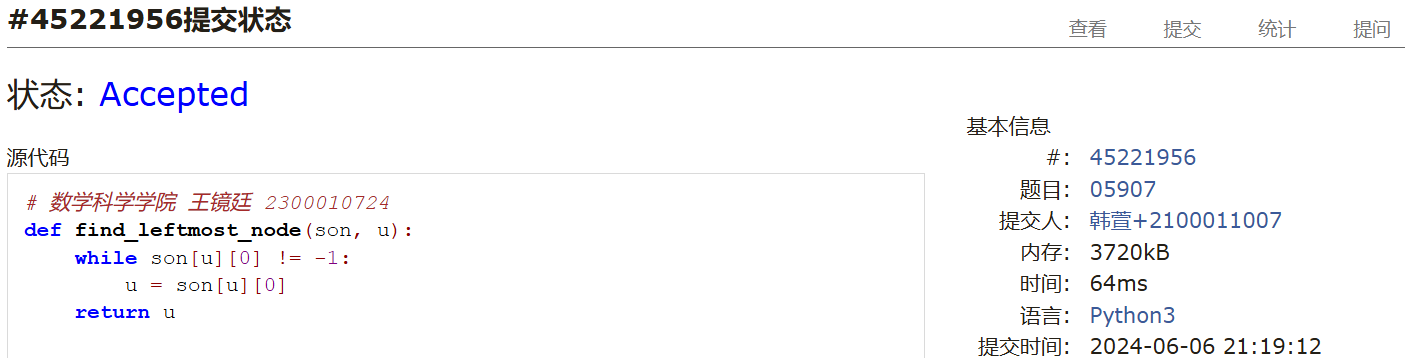 #45221956提交状态
查看 提交 统计 提问
状态: Accepted
源代码
# 数学科学学院 王镜廷 2300010724
def find_leftmost_node(son, u):
    while son[u][0] != -1:
        u = son[u][0]
    return u
基本信息
#: 45221956
题目: 05907
提交人: 韩萱+2100011007
内存: 3720kB
时间: 64ms
语言: Python3
提交时间: 2024-06-06 21:19:12